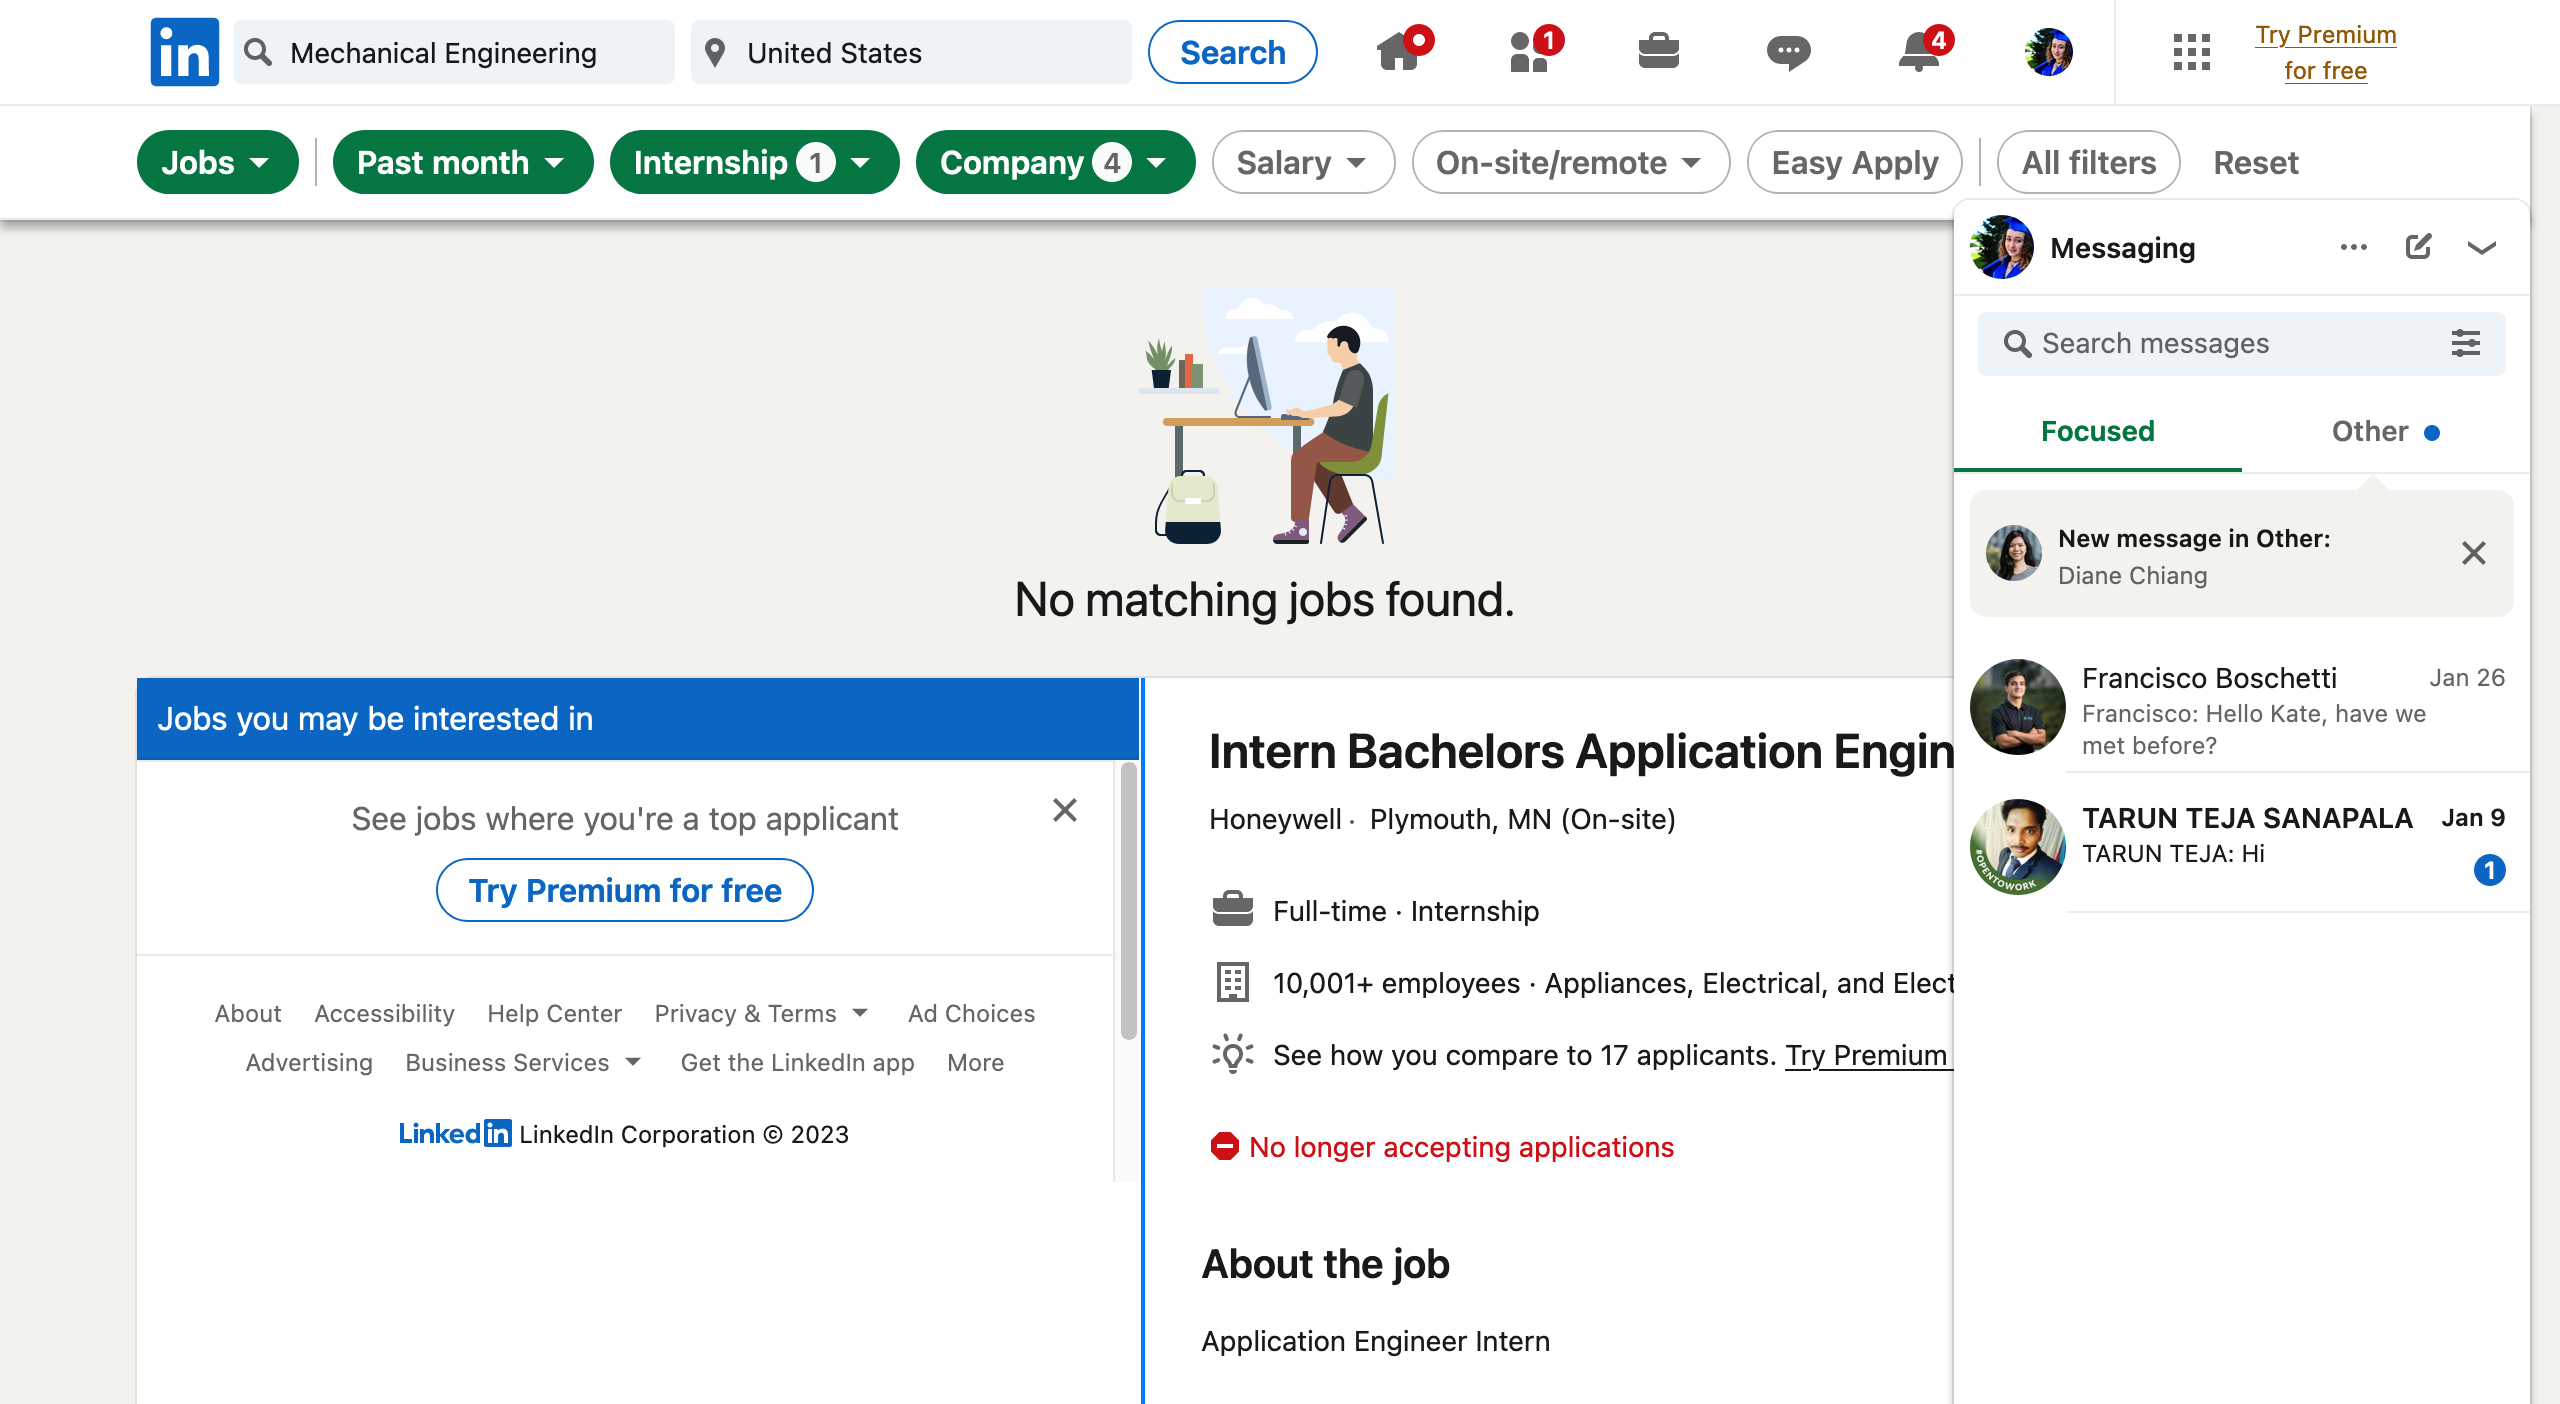 in
Mechanical Engineering
United States
Search
1
4
Try Premium
for free
Jobs
Past month
Internship 1
Company 4
Salary
On-site/remote
Easy Apply
All filters
Reset
Messaging
Search messages
Focused
Other
New message in Other:
Diane Chiang
Francisco Boschetti
Jan 26
Francisco: Hello Kate, have we
met before?
TARUN TEJA SANAPALA
Jan 9
TARUN TEJA: Hi
1
#OPENTOWORK
No matching jobs found.
Jobs you may be interested in
See jobs where you're a top applicant
Try Premium for free
About
Accessibility
Help Center
Privacy & Terms
Ad Choices
Advertising
Business Services
Get the LinkedIn app
More
LinkedIn LinkedIn Corporation © 2023
Intern Bachelors Application Engin
Honeywell · Plymouth, MN (On-site)
Full-time · Internship
10,001+ employees · Appliances, Electrical, and Elect
See how you compare to 17 applicants. Try Premium
No longer accepting applications
About the job
Application Engineer Intern